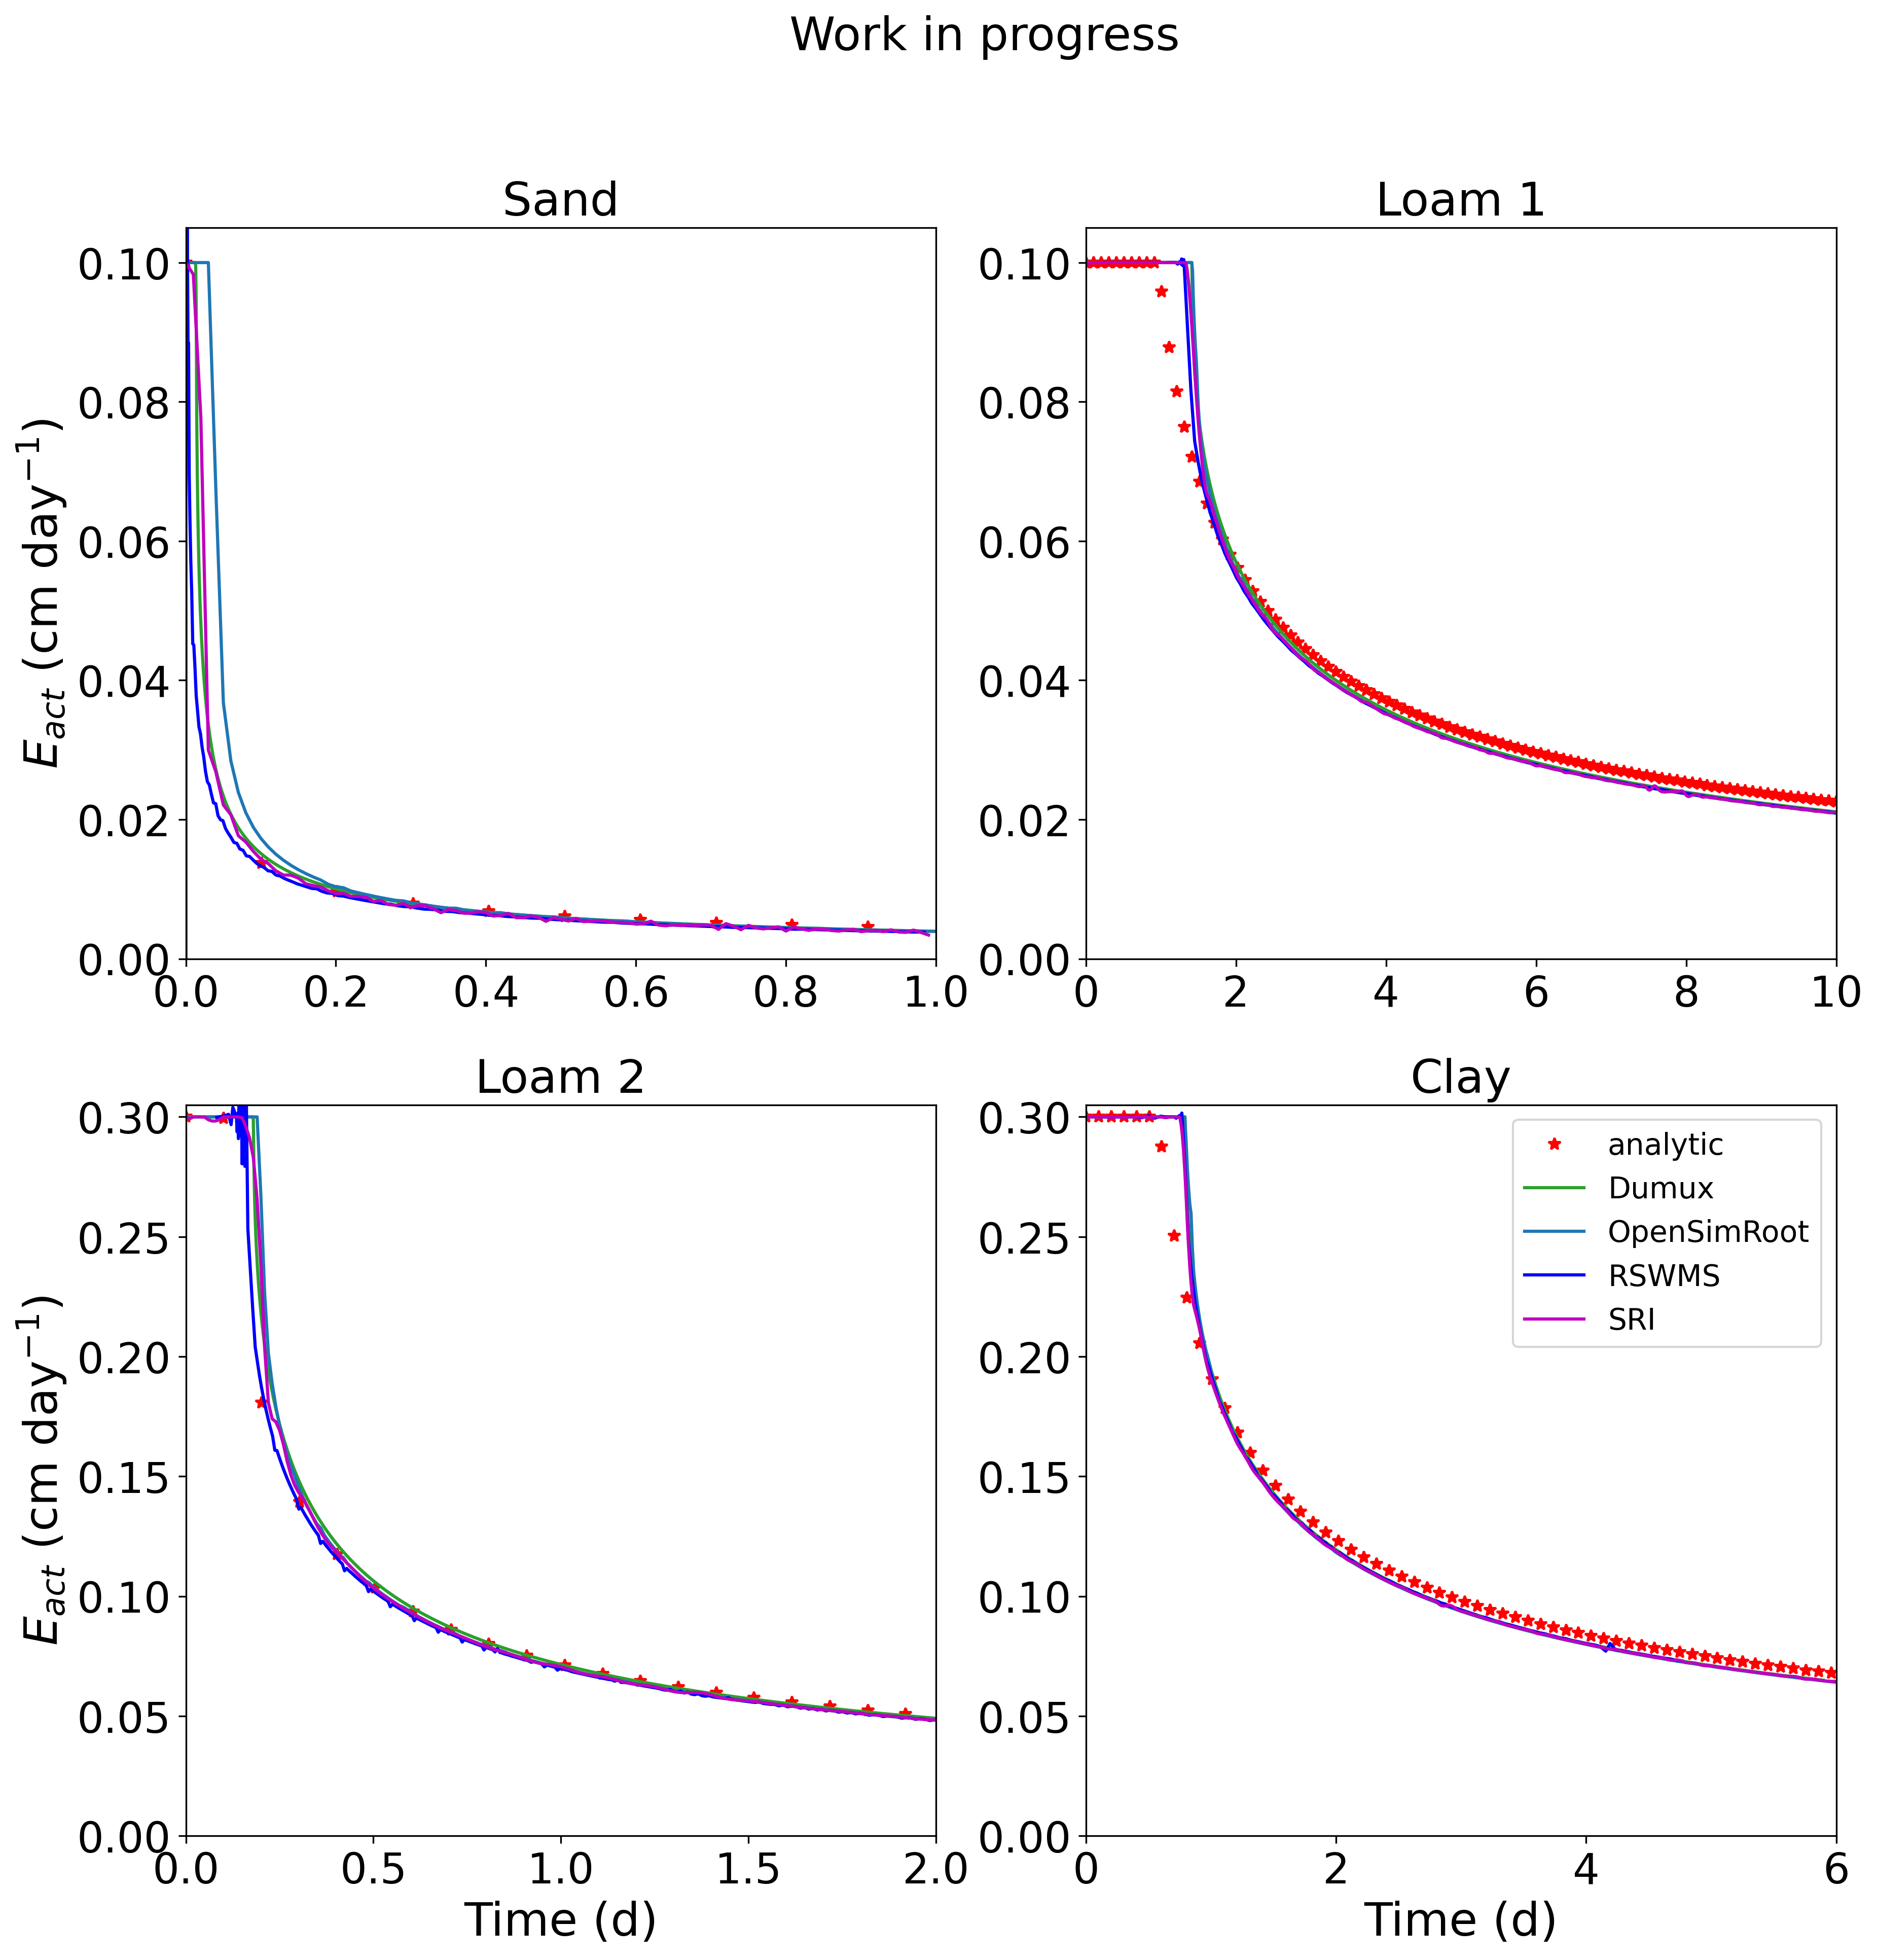 Work in progress
Sand
Loam 1
0.10
0.08
0.06
0.04
0.02
0.00
E_act (cm day⁻¹)
0.0 0.2 0.4 0.6 0.8 1.0
0.10
0.08
0.06
0.04
0.02
0.00
0 2 4 6 8 10
Loam 2
Clay
0.30
0.25
0.20
0.15
0.10
0.05
0.00
E_act (cm day⁻¹)
0.0 0.5 1.0 1.5 2.0
Time (d)
0.30
0.25
0.20
0.15
0.10
0.05
0.00
analytic
Dumux
OpenSimRoot
RSWMS
SRI
0 2 4 6
Time (d)